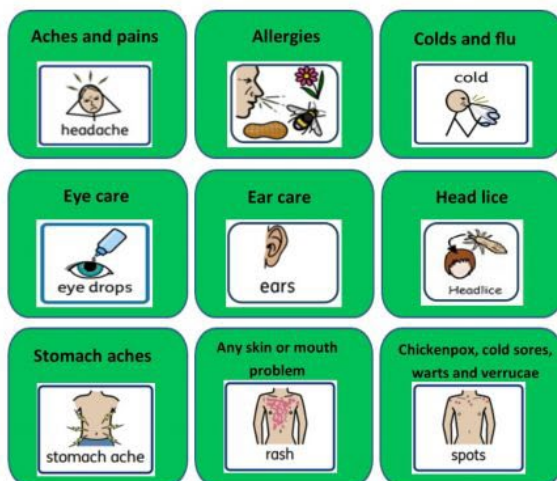 Aches and pains
headache
Allergies
Colds and flu
cold
Eye care
eye drops
Ear care
ears
Head lice
Headlice
Stomach aches
stomach ache
Any skin or mouth
problem
rash
Chickenpox, cold sores,
warts and verrucae
spots